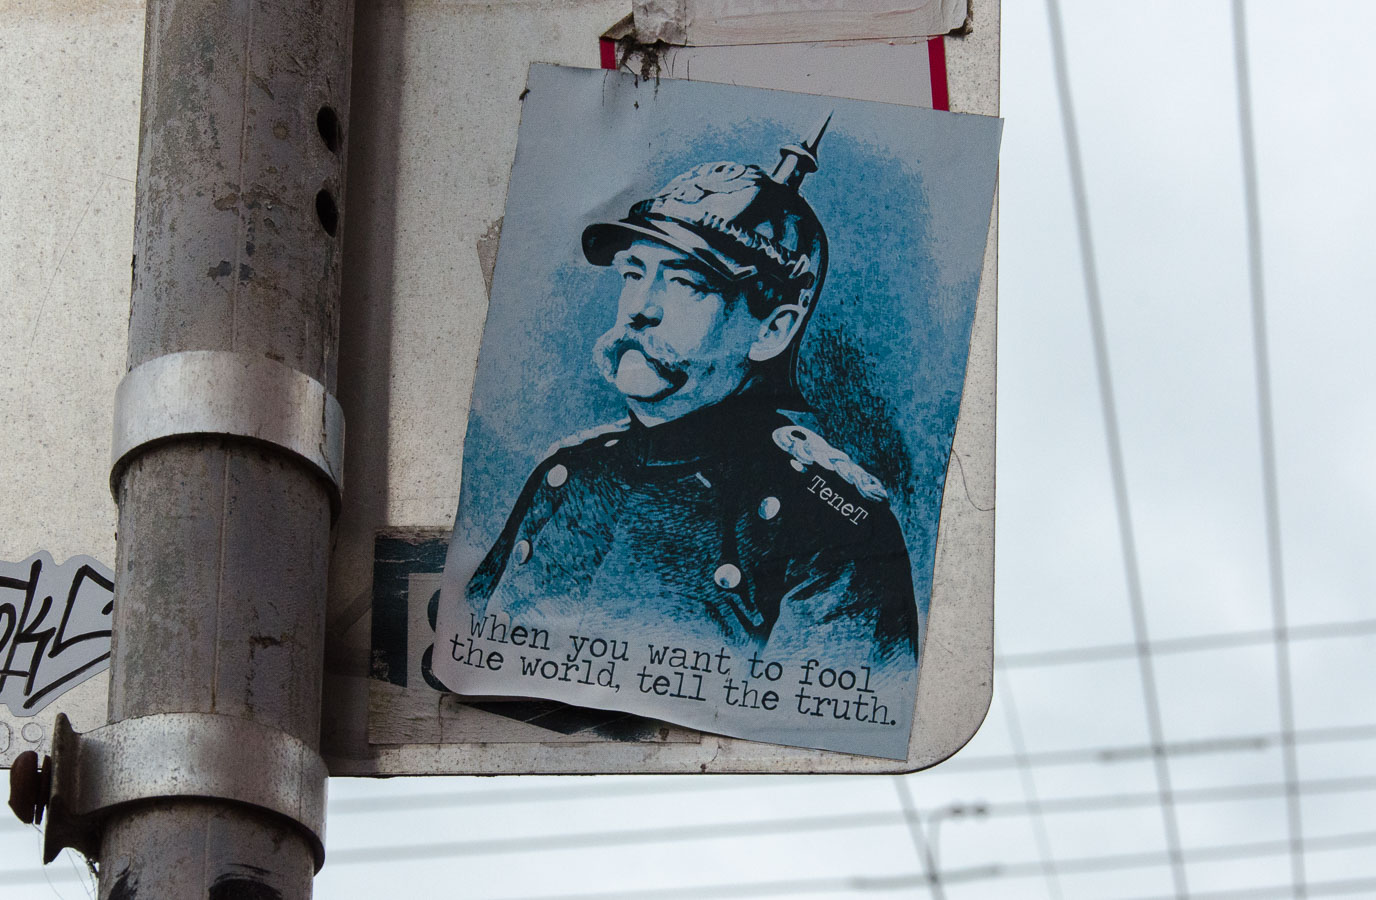 TeneT
When you want to fool
the world, tell the truth.